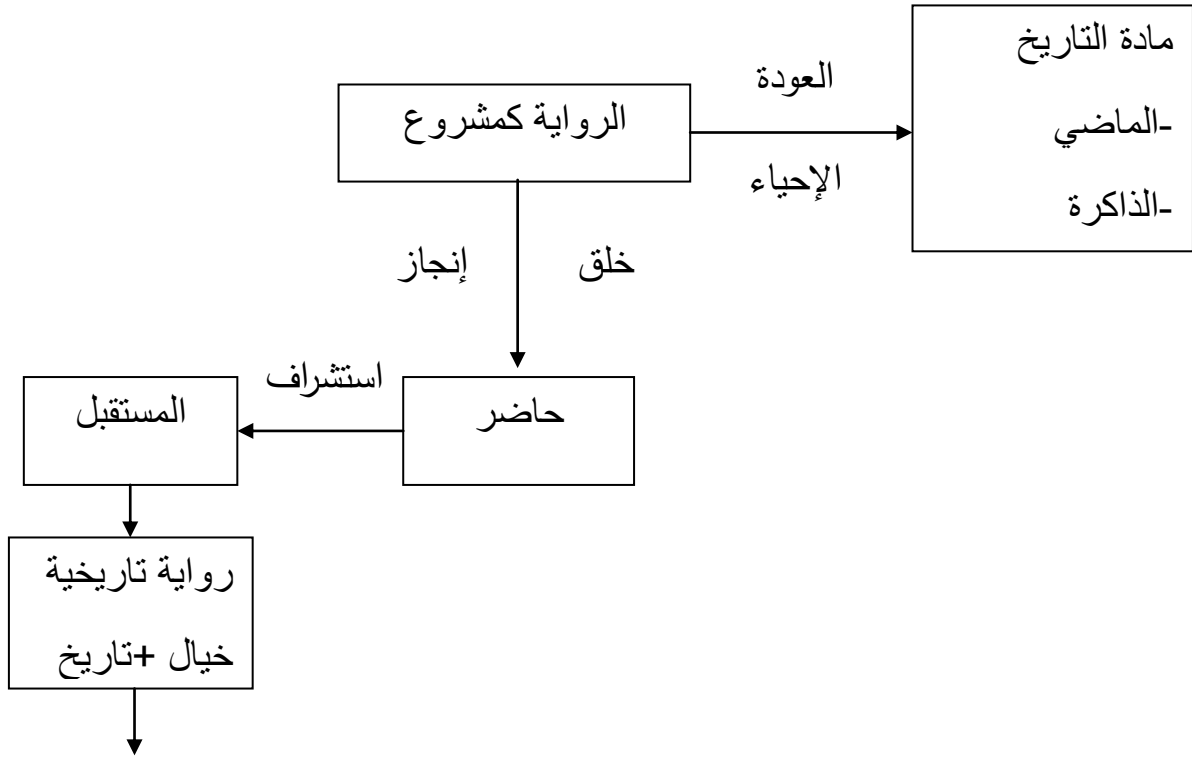 مادة التاريخ
-الماضي
-الذاكرة
العودة
الإحياء
الرواية كمشروع
خلق
إنجاز
حاضر
استشراف
المستقبل
رواية تاريخية
خيال +تاريخ